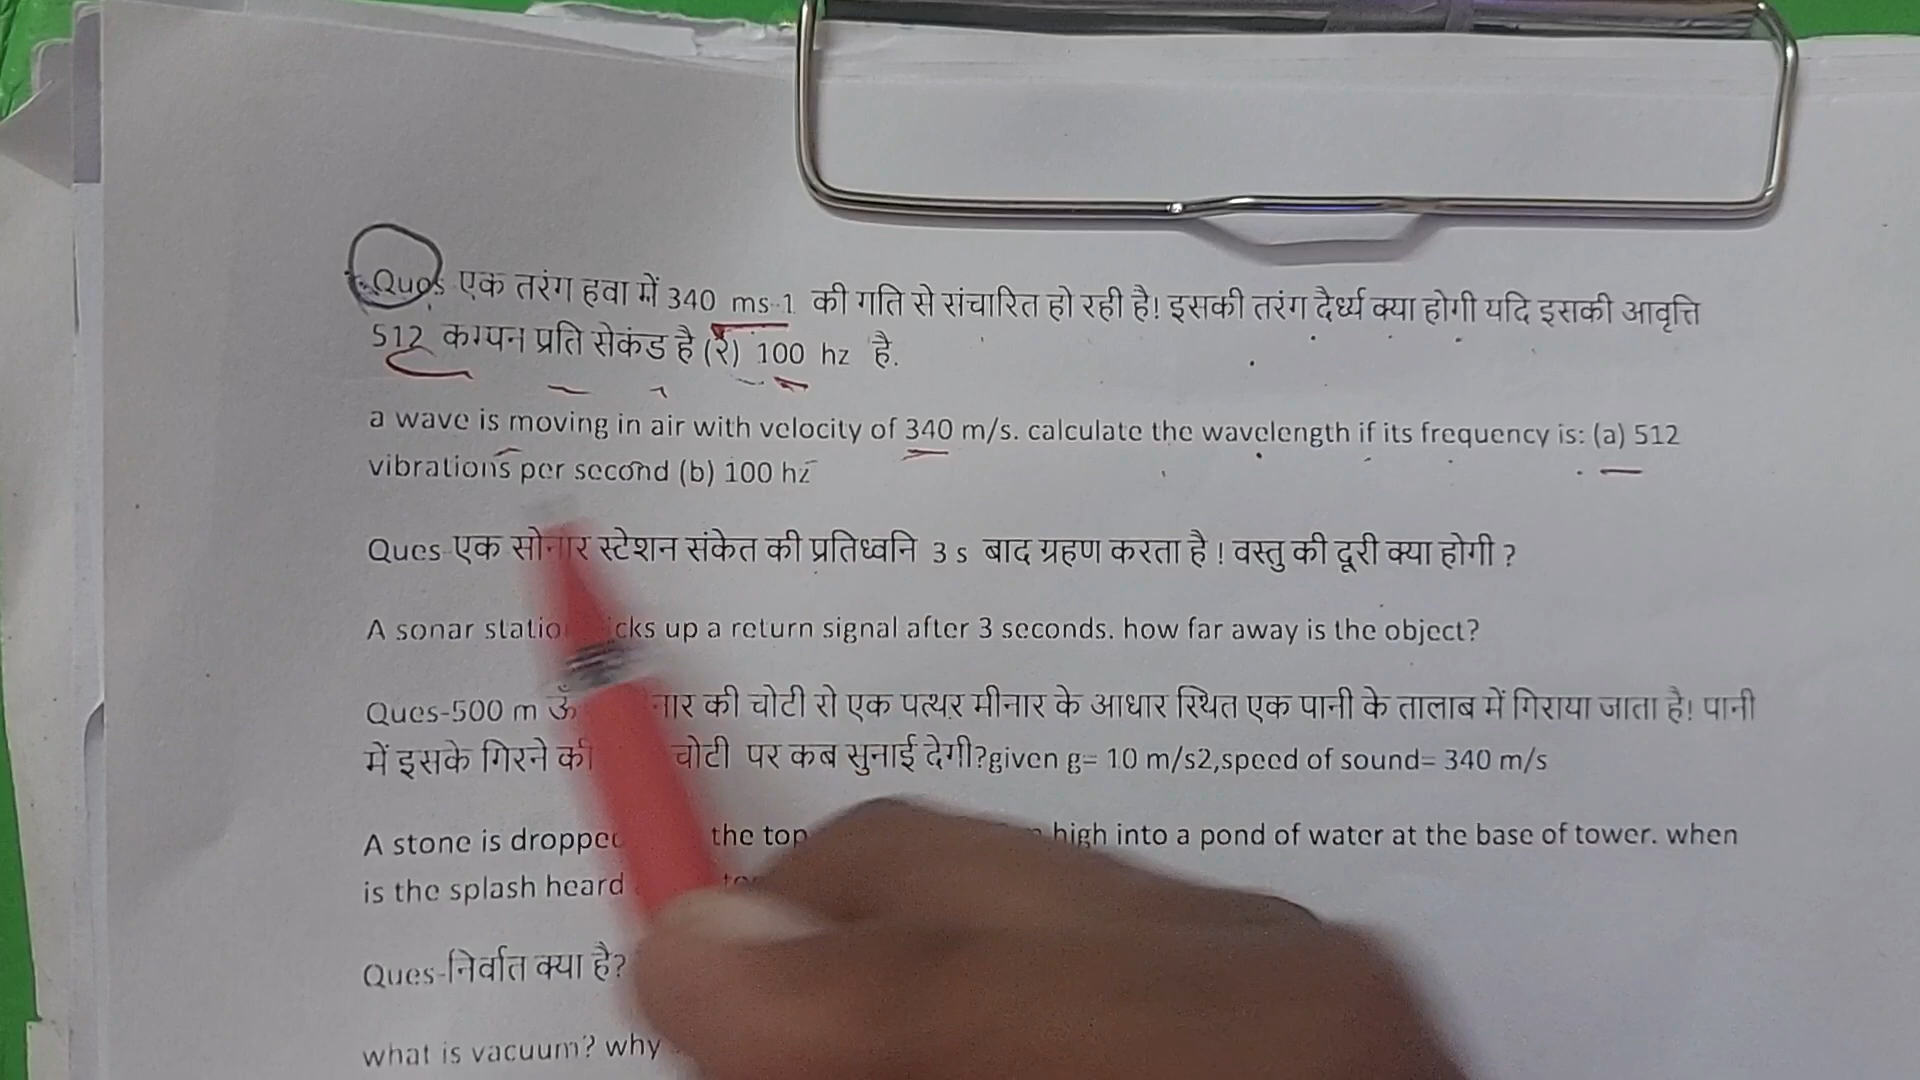 Ques एक तरंग हवा में 340 ms-1 की गति से संचारित हो रही है! इसकी तरंग दैर्ध्य क्या होगी यदि इसकी आवृत्ति
512 कम्पन प्रति सेकंड है (२) 100 hz है.
a wave is moving in air with velocity of 340 m/s. calculate the wavelength if its frequency is: (a) 512
vibrations per second (b) 100 hz
Ques-एक सोनार स्टेशन संकेत की प्रतिध्वनि 3 s बाद ग्रहण करता है ! वस्तु की दूरी क्या होगी ?
A sonar up a return signal after 3 seconds. how far away is the object?
Ques-500 m की चोटी से एक पत्थर मीनार के आधार स्थित एक पानी के तालाब में गिराया जाता है! पानी
में इसके गिरने की चोटी पर कब सुनाई देगी?given g= 10 m/s2,speed of sound= 340 m/s
A stone is the top high into a pond of water at the base of tower. when
is the splash heard
Ques-निर्वात क्या है?
what is vacuum? why